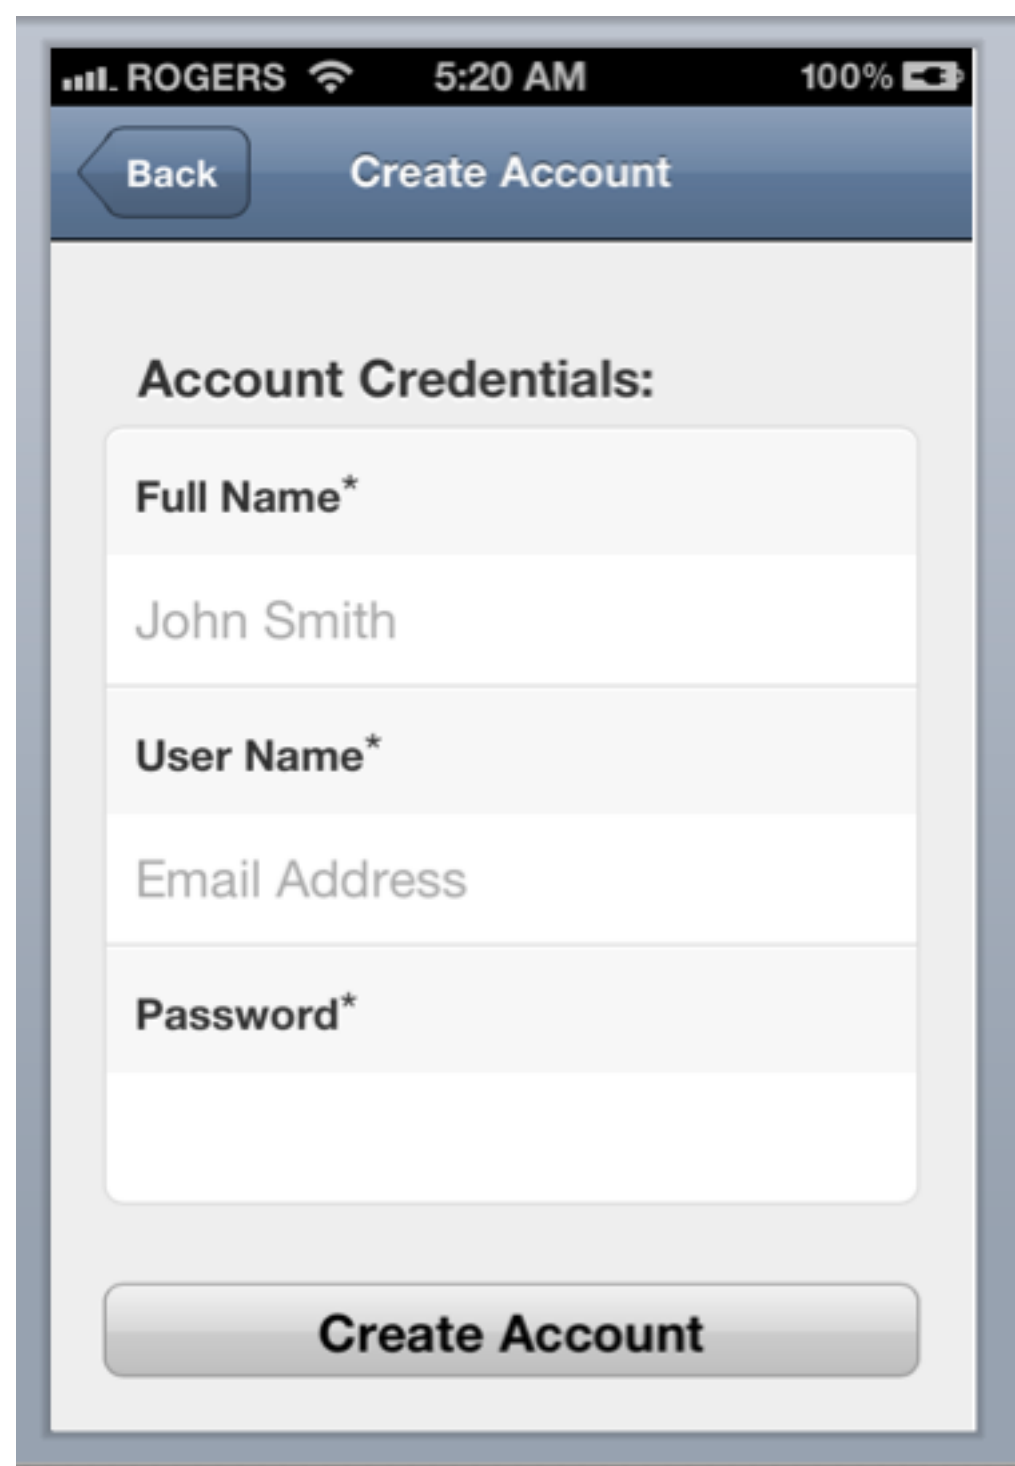 ROGERS 5:20 AM 100%
Back Create Account
Account Credentials:
Full Name*
John Smith
User Name*
Email Address
Password*
Create Account